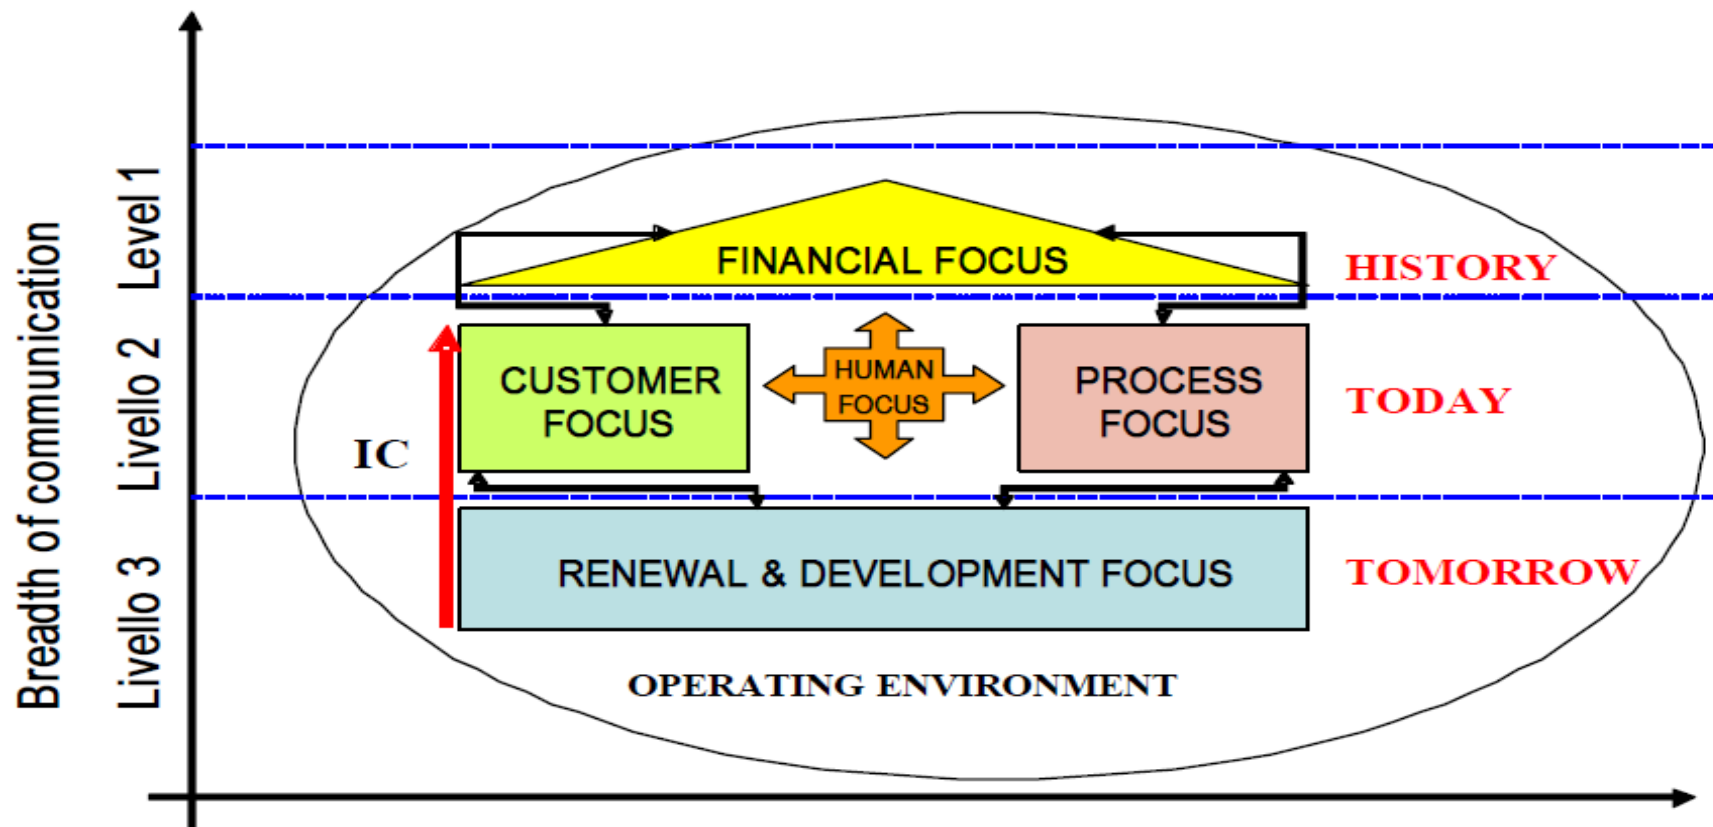 Breadth of communication
Level 1
Livello 2
Livello 3
FINANCIAL FOCUS
HISTORY
CUSTOMER
FOCUS
HUMAN
FOCUS
PROCESS
FOCUS
TODAY
IC
RENEWAL & DEVELOPMENT FOCUS
TOMORROW
OPERATING ENVIRONMENT